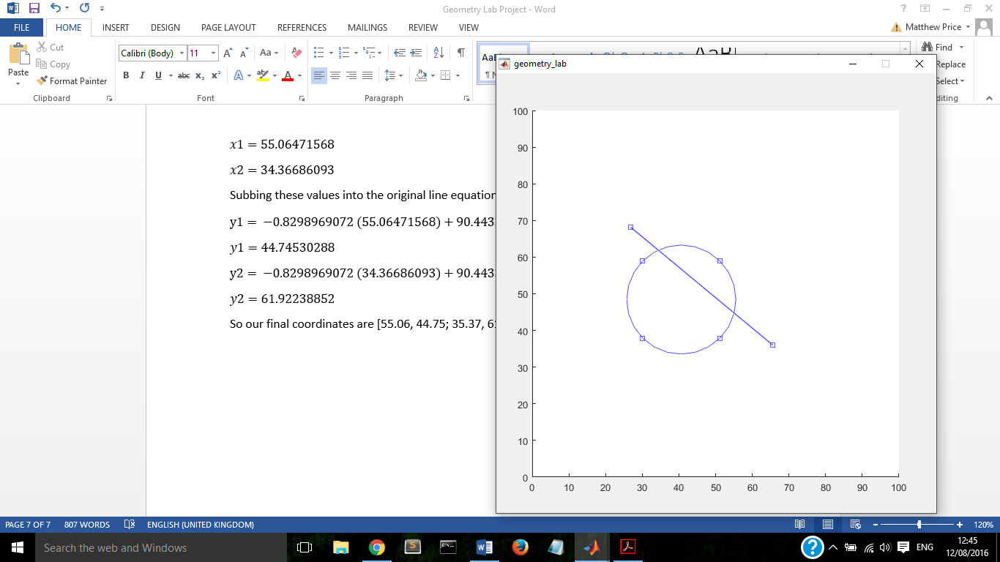 Geometry Lab Project - Word
?
FILE HOME INSERT DESIGN PAGE LAYOUT REFERENCES MAILINGS REVIEW VIEW
Matthew Price
Paste
Cut
Copy
Format Painter
Clipboard
Calibri (Body) 11
A A Aa
B I U abc x₂ x² A ab A
Font
¶
Paragraph
Find
Replace
Select
diting
geometry_lab
x1 = 55.06471568
x2 = 34.36686093
Subbing these values into the original line equation
y1 = −0.8298969072 (55.06471568) + 90.443
y1 = 44.74530288
y2 = −0.8298969072 (34.36686093) + 90.443
y2 = 61.92238852
So our final coordinates are [55.06, 44.75; 35.37, 6
100
90
80
70
60
50
40
30
20
10
0
0 10 20 30 40 50 60 70 80 90 100
PAGE 7 OF 7 807 WORDS ENGLISH (UNITED KINGDOM)
120%
Search the web and Windows
ENG
12:45
12/08/2016